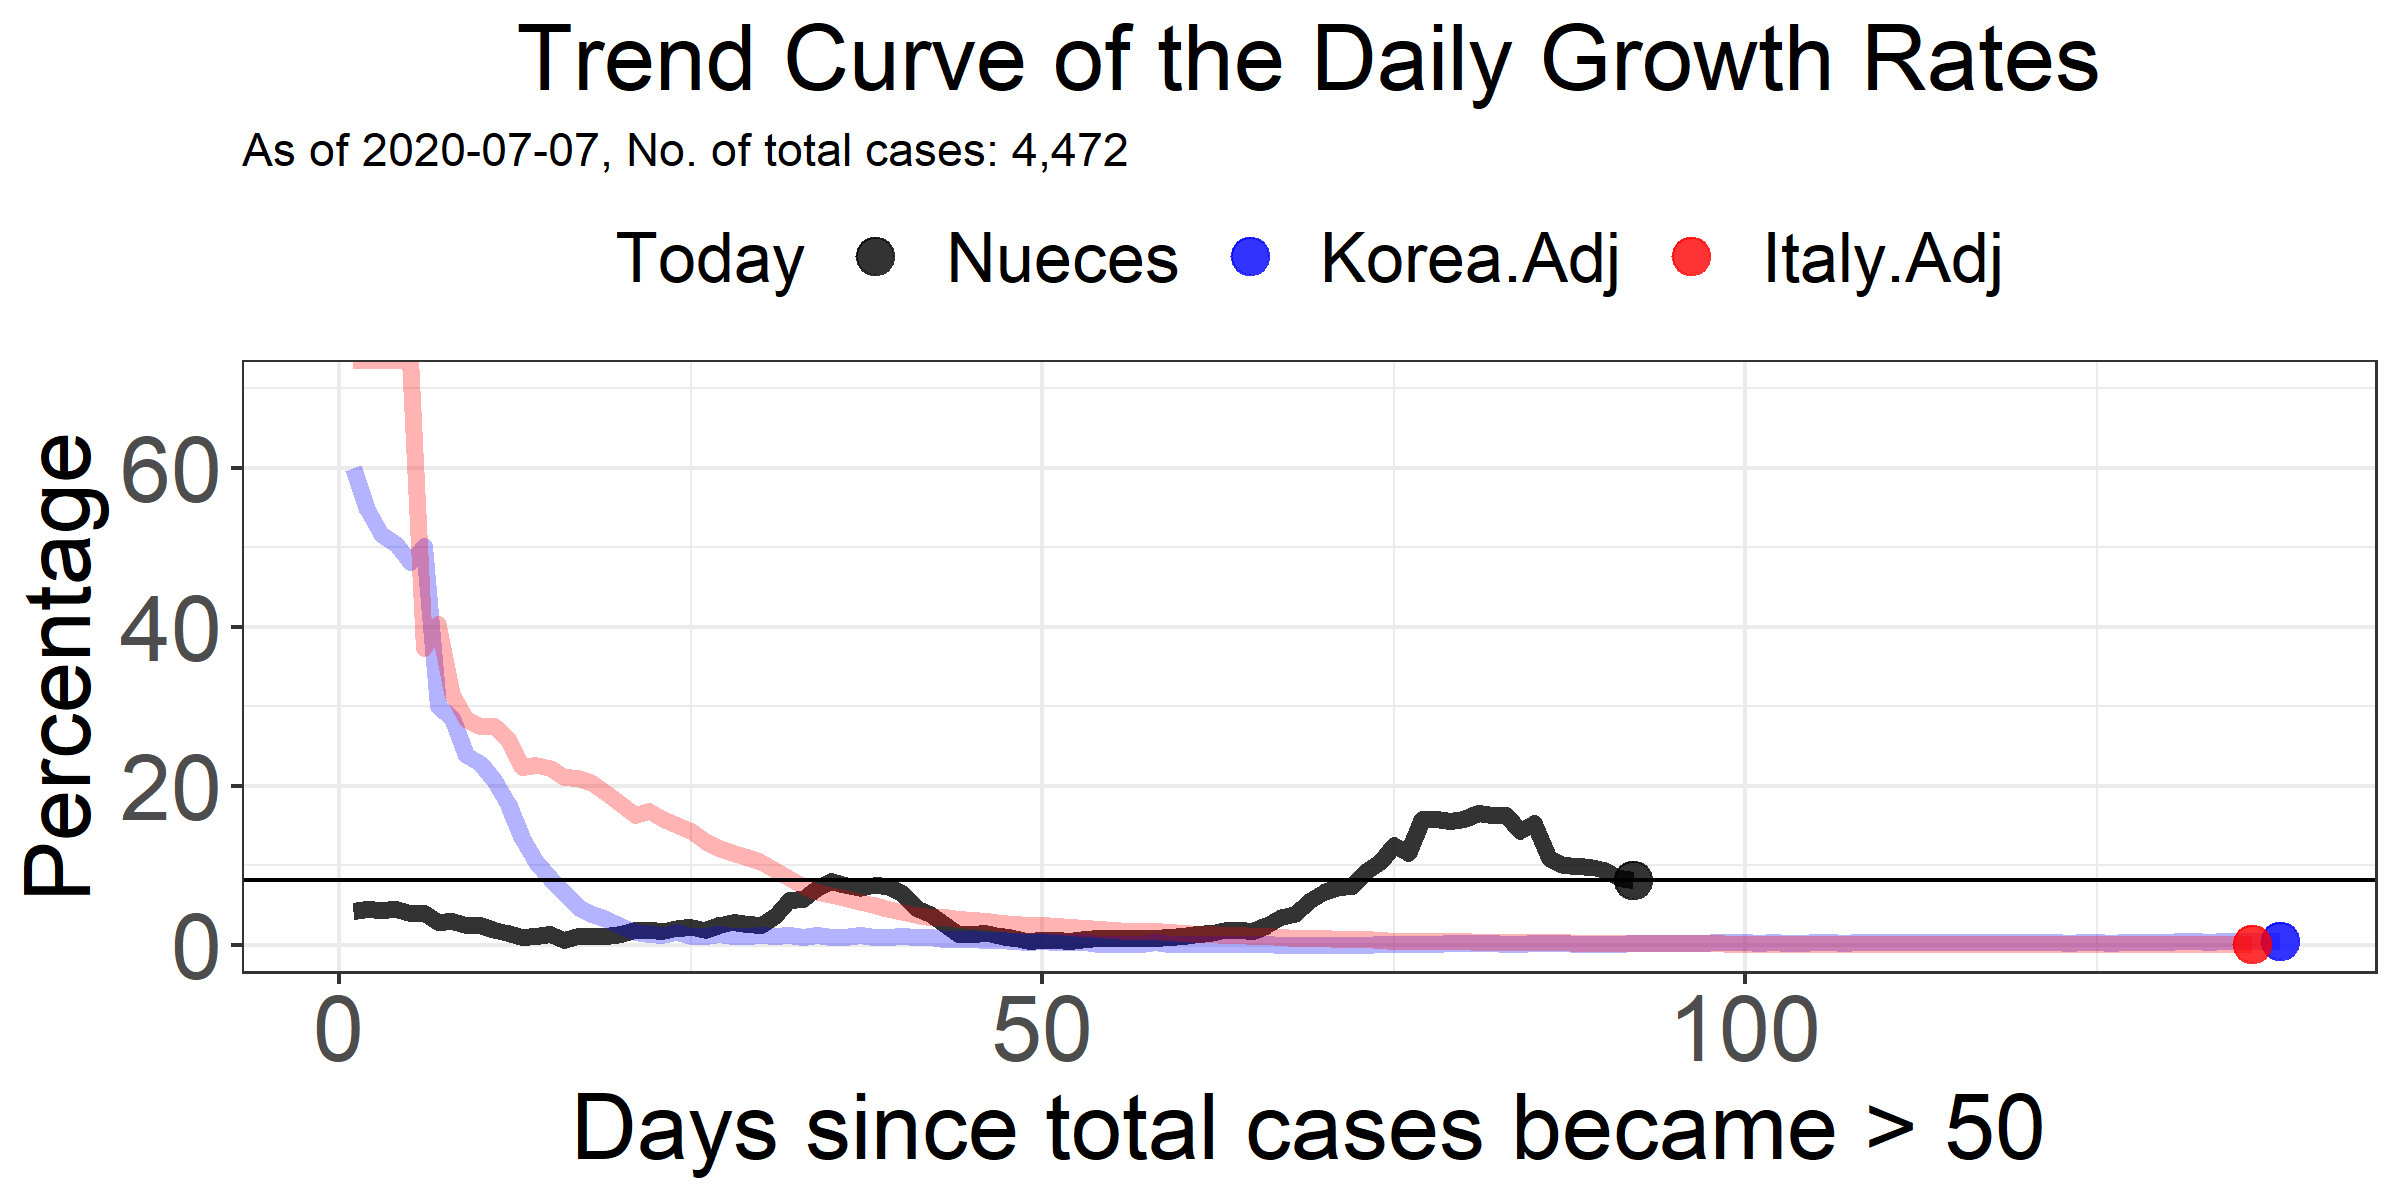 Trend Curve of the Daily Growth Rates
As of 2020-07-07, No. of total cases: 4,472
Today Nueces Korea.Adj Italy.Adj
Percentage
60
40
20
0
0 50 100
Days since total cases became > 50